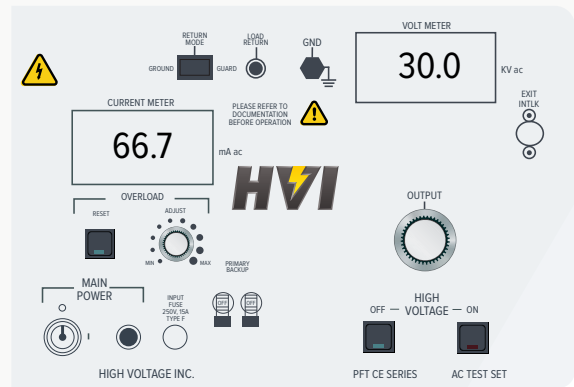 RETURN
MODE
GROUND
GUARD
LOAD
RETURN
GND
VOLT METER
30.0
KV ac
EXIT
INTLK
CURRENT METER
66.7
mA ac
PLEASE REFER TO
DOCUMENTATION
BEFORE OPERATION
HVI
OVERLOAD
RESET
ADJUST
MIN
MAX
OUTPUT
PRIMARY
BACKUP
OFF
OFF
MAIN
POWER
O
I
INPUT
FUSE
250V, 15A
TYPE F
HIGH
VOLTAGE
OFF
ON
HIGH VOLTAGE INC.
PFT CE SERIES
AC TEST SET